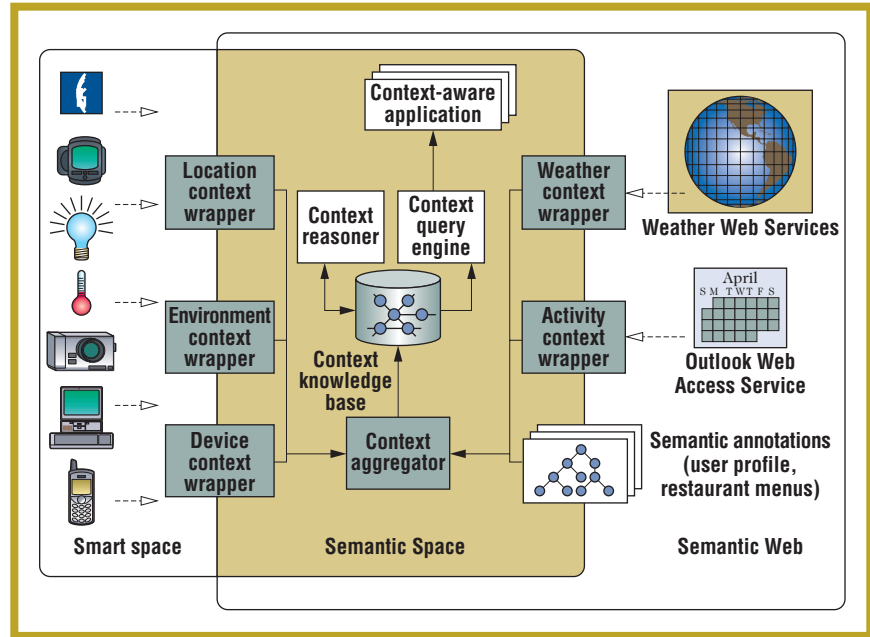 Context-aware
application
Location
context
wrapper
Context
reasoner
Context
query
engine
Weather
context
wrapper
Weather Web Services
April
S M T W T F S
Environment
context
wrapper
Context
knowledge
base
Activity
context
wrapper
Outlook Web
Access Service
Device
context
wrapper
Context
aggregator
Semantic annotations
(user profile,
restaurant menus)
Smart space
Semantic Space
Semantic Web